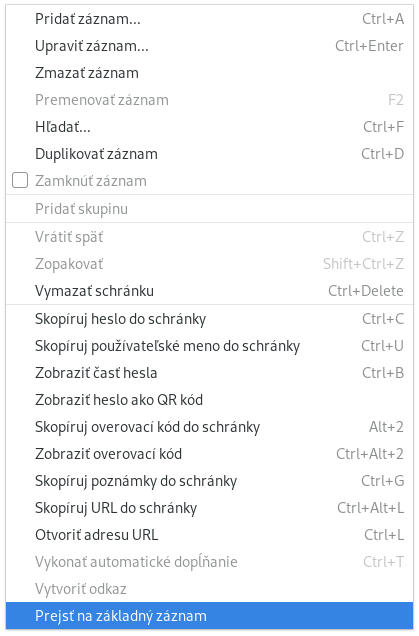 Pridať záznam... Ctrl+A
Upraviť záznam... Ctrl+Enter
Zmazať záznam
Premenovať záznam F2
Hľadať... Ctrl+F
Duplikovať záznam Ctrl+D
Zamknúť záznam
Pridať skupinu
Vrátiť späť Ctrl+Z
Zopakovať Shift+Ctrl+Z
Vymazať schránku Ctrl+Delete
Skopíruj heslo do schránky Ctrl+C
Skopíruj používateľské meno do schránky Ctrl+U
Zobraziť časť hesla Ctrl+B
Zobraziť heslo ako QR kód
Skopíruj overovací kód do schránky Alt+2
Zobraziť overovací kód Ctrl+Alt+2
Skopíruj poznámky do schránky Ctrl+G
Skopíruj URL do schránky Ctrl+Alt+L
Otvoriť adresu URL Ctrl+L
Vykonať automatické dopĺňanie Ctrl+T
Vytvoriť odkaz
Prejsť na základný záznam